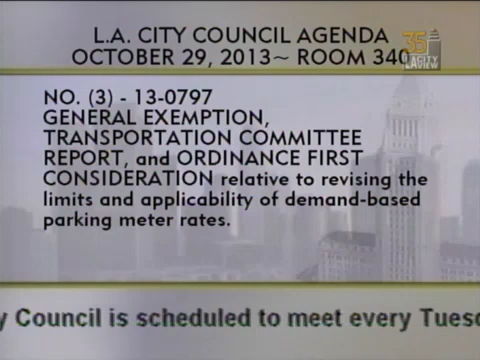 L.A. CITY COUNCIL AGENDA
OCTOBER 29, 2013~ ROOM 340
35
LA CITY
VIEW
NO. (3) - 13-0797
GENERAL EXEMPTION,
TRANSPORTATION COMMITTEE
REPORT, and ORDINANCE FIRST
CONSIDERATION relative to revising the
limits and applicability of demand-based
parking meter rates.
y Council is scheduled to meet every Tuesd